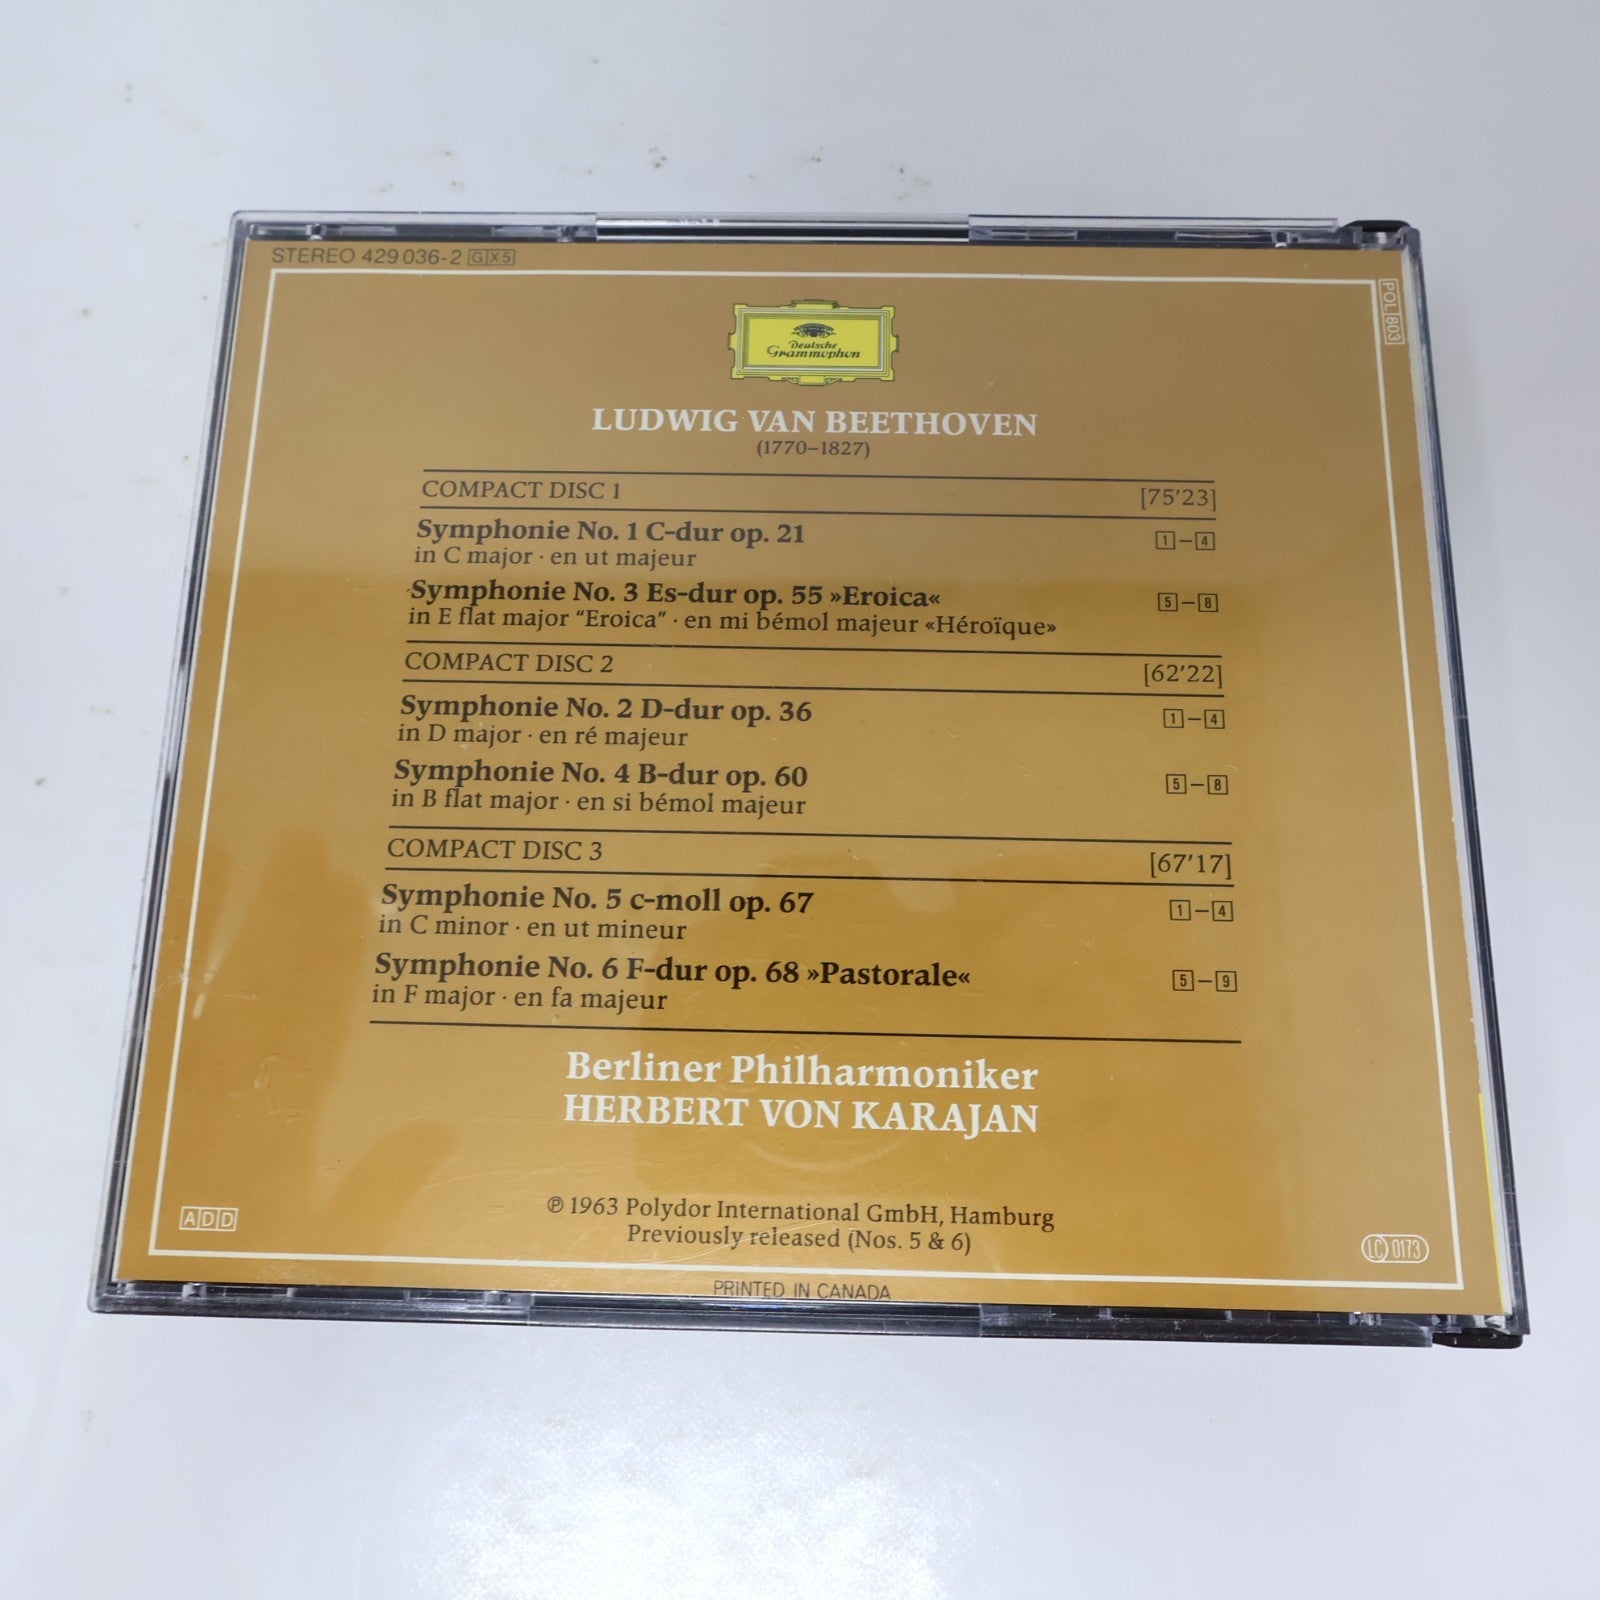 STEREO 429 036-2 G X 5
POL 803
Deutsche
Grammophon
LUDWIG VAN BEETHOVEN
(1770–1827)
COMPACT DISC 1 [75'23]
Symphonie No. 1 C-dur op. 21 1–4
in C major · en ut majeur
Symphonie No. 3 Es-dur op. 55 »Eroica« 5–8
in E flat major “Eroica” · en mi bémol majeur «Héroïque»
COMPACT DISC 2 [62'22]
Symphonie No. 2 D-dur op. 36 1–4
in D major · en ré majeur
Symphonie No. 4 B-dur op. 60 5–8
in B flat major · en si bémol majeur
COMPACT DISC 3 [67'17]
Symphonie No. 5 c-moll op. 67 1–4
in C minor · en ut mineur
Symphonie No. 6 F-dur op. 68 »Pastorale« 5–9
in F major · en fa majeur
Berliner Philharmoniker
HERBERT VON KARAJAN
℗ 1963 Polydor International GmbH, Hamburg
Previously released (Nos. 5 & 6)
ADD
LC 0173
PRINTED IN CANADA